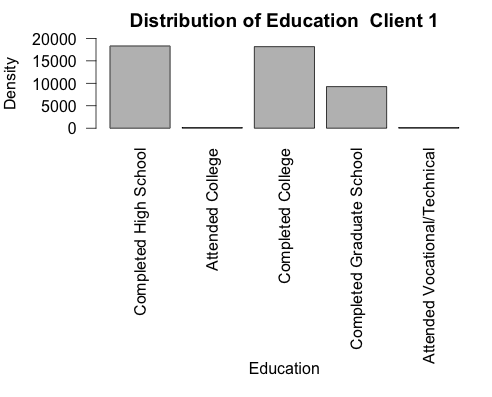 Distribution of Education  Client 1
Density
20000
15000
10000
5000
0
Completed High School
Attended College
Completed College
Completed Graduate School
Attended Vocational/Technical
Education